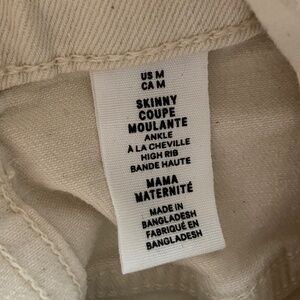 US M
CA M
SKINNY
COUPE
MOULANTE
ANKLE
À LA CHEVILLE
HIGH RIB
BANDE HAUTE
MAMA
MATERNITÉ
MADE IN
BANGLADESH
FABRIQUÉ EN
BANGLADESH